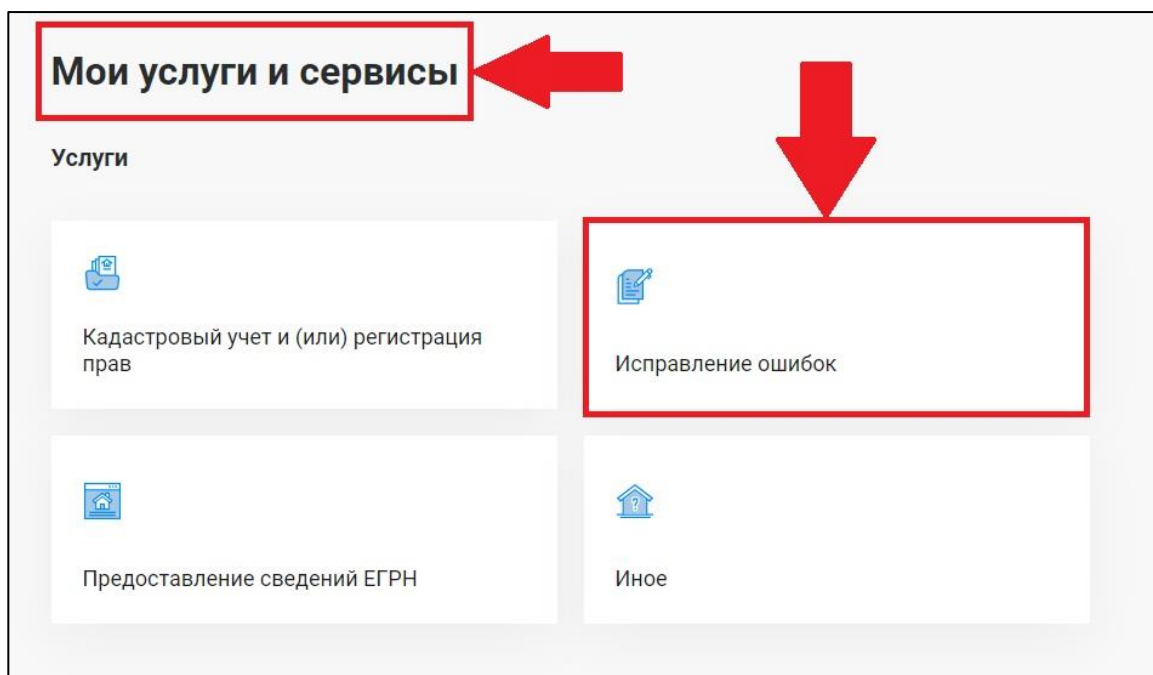 Мои услуги и сервисы
Услуги
Кадастровый учет и (или) регистрация
прав
Исправление ошибок
Предоставление сведений ЕГРН
Иное